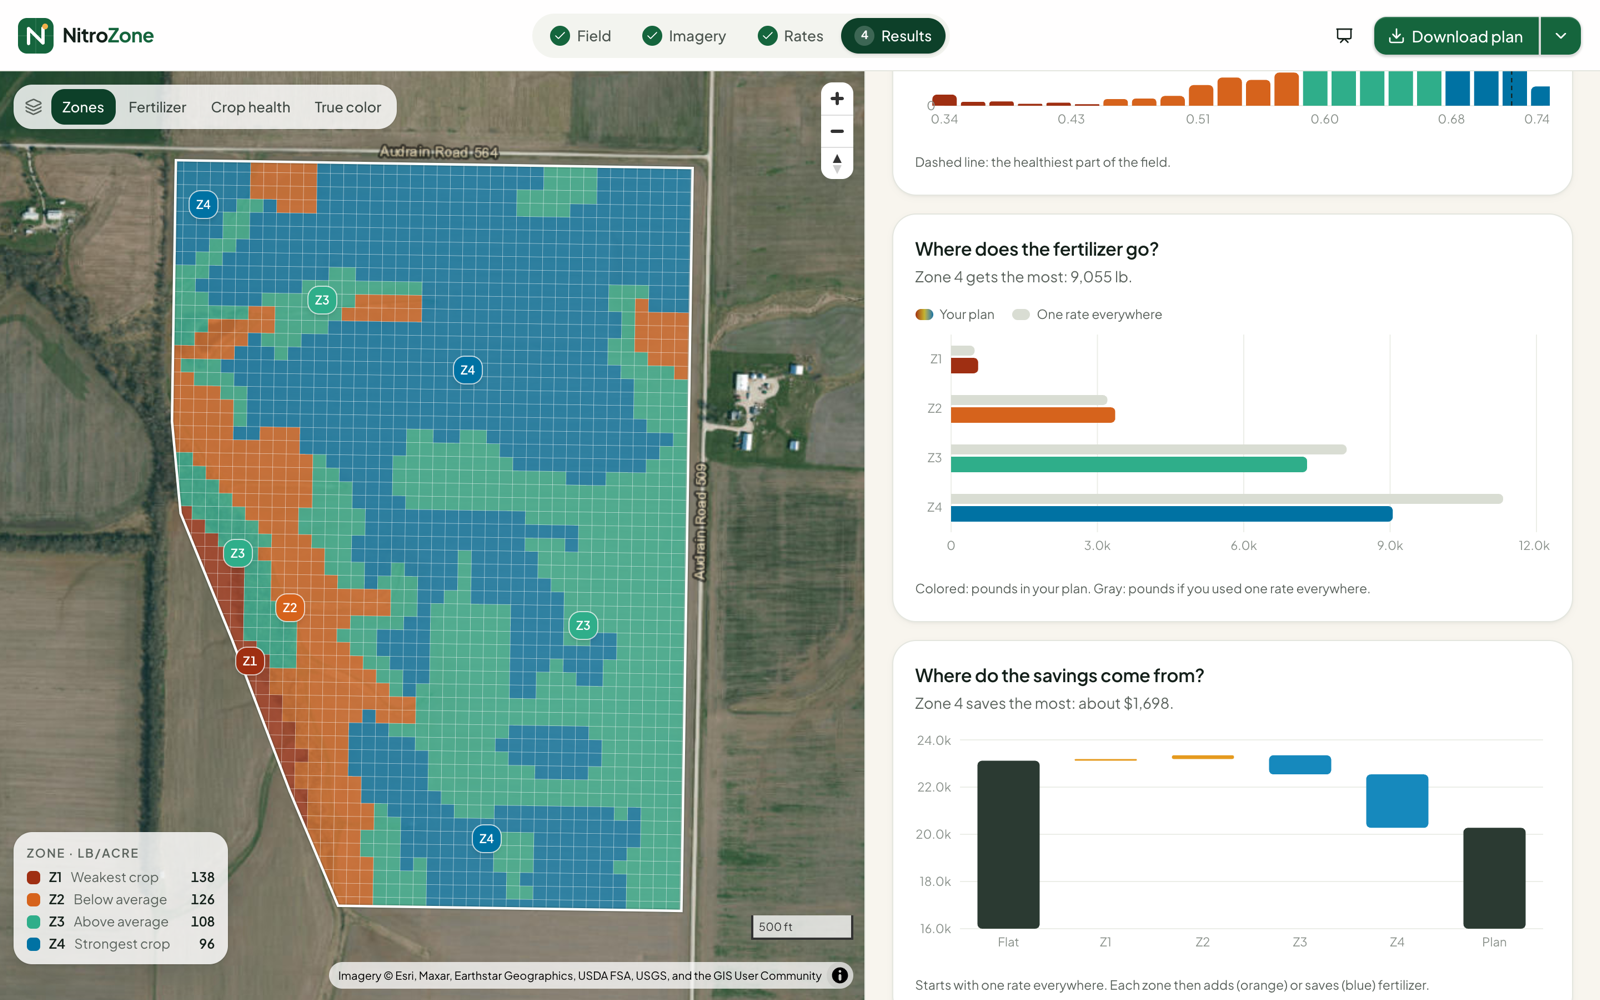 NitroZone
Field
Imagery
Rates
4 Results
Download plan
Zones
Fertilizer
Crop health
True color
Audrain Road 564
Z4
Z3
Z4
Z3
Z2
Z3
Z1
Z4
Audrain Road 509
ZONE · LB/ACRE
Z1 Weakest crop 138
Z2 Below average 126
Z3 Above average 108
Z4 Strongest crop 96
500 ft
Imagery © Esri, Maxar, Earthstar Geographics, USDA FSA, USGS, and the GIS User Community
0
0.34 0.43 0.51 0.60 0.68 0.74
Dashed line: the healthiest part of the field.
Where does the fertilizer go?
Zone 4 gets the most: 9,055 lb.
Your plan
One rate everywhere
Z1
Z2
Z3
Z4
0 3.0k 6.0k 9.0k 12.0k
Colored: pounds in your plan. Gray: pounds if you used one rate everywhere.
Where do the savings come from?
Zone 4 saves the most: about $1,698.
24.0k
22.0k
20.0k
18.0k
16.0k
Flat Z1 Z2 Z3 Z4 Plan
Starts with one rate everywhere. Each zone then adds (orange) or saves (blue) fertilizer.